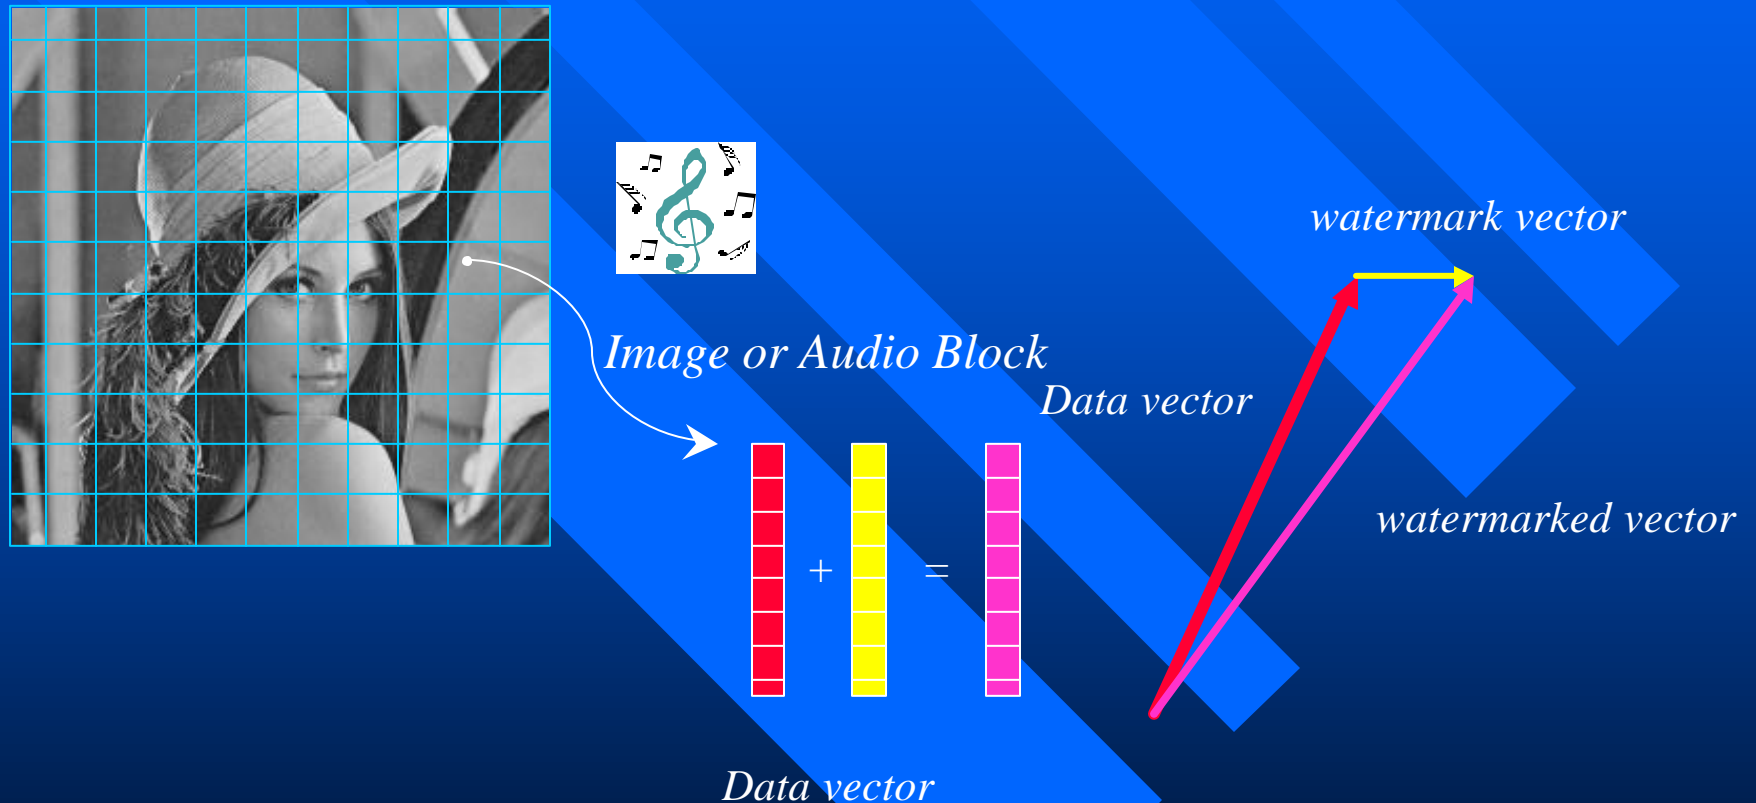 watermark vector
Image or Audio Block
Data vector
watermarked vector
+ =
Data vector